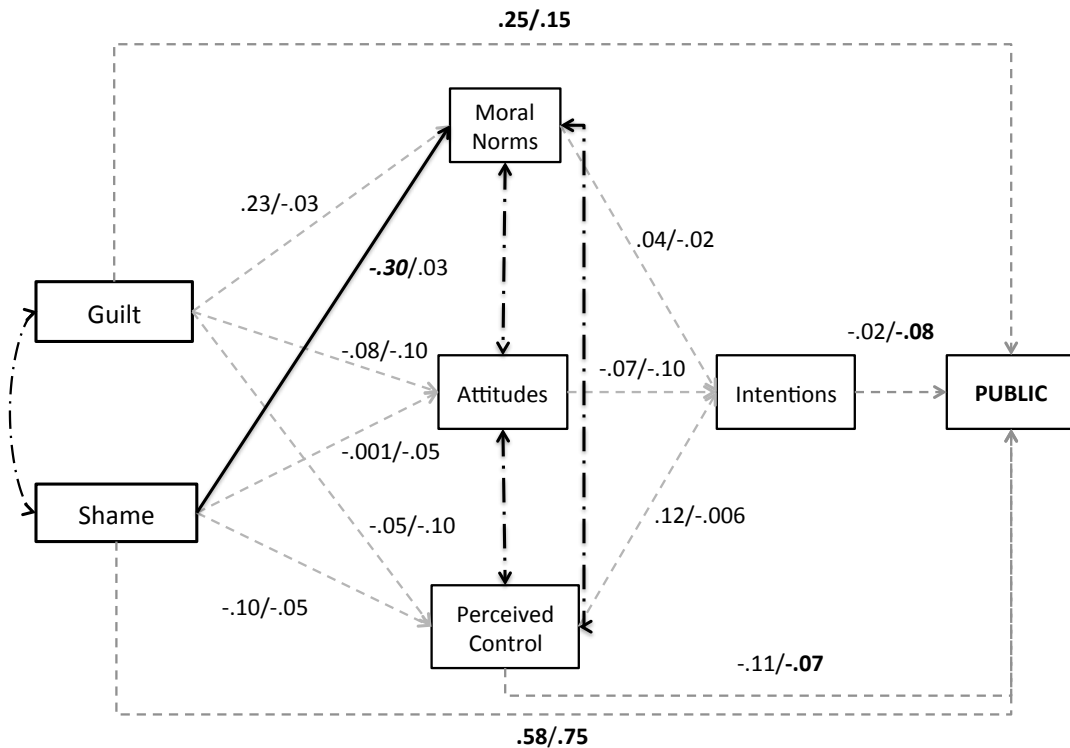 .25/.15
Moral
Norms
.23/-.03
.04/-.02
-.30/.03
Guilt
-.08/-.10
-.07/-.10
-.02/-.08
Attitudes
Intentions
PUBLIC
-.001/-.05
Shame
-.05/-.10
.12/-.006
-.10/-.05
Perceived
Control
-.11/-.07
.58/.75